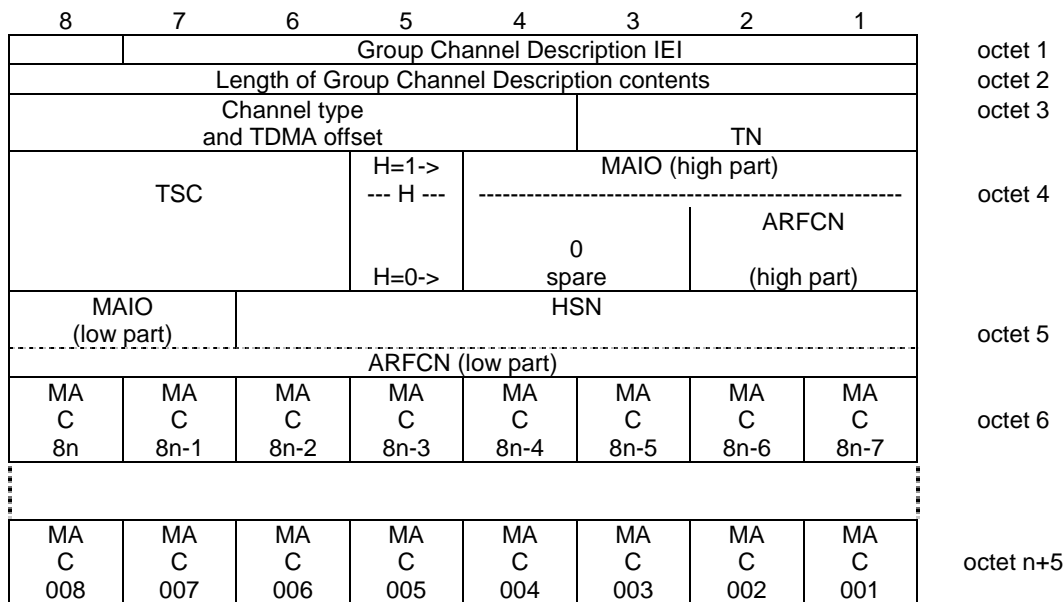 8 7 6 5 4 3 2 1
Group Channel Description IEI octet 1
Length of Group Channel Description contents octet 2
Channel type octet 3
and TDMA offset TN
H=1-> MAIO (high part)
TSC --- H --- ------------------------------------------------------- octet 4
ARFCN
0
H=0-> spare (high part)
MAIO HSN
(low part) octet 5
ARFCN (low part)
MA MA MA MA MA MA MA MA
C C C C C C C C octet 6
8n 8n-1 8n-2 8n-3 8n-4 8n-5 8n-6 8n-7
MA MA MA MA MA MA MA MA
C C C C C C C C octet n+5
008 007 006 005 004 003 002 001